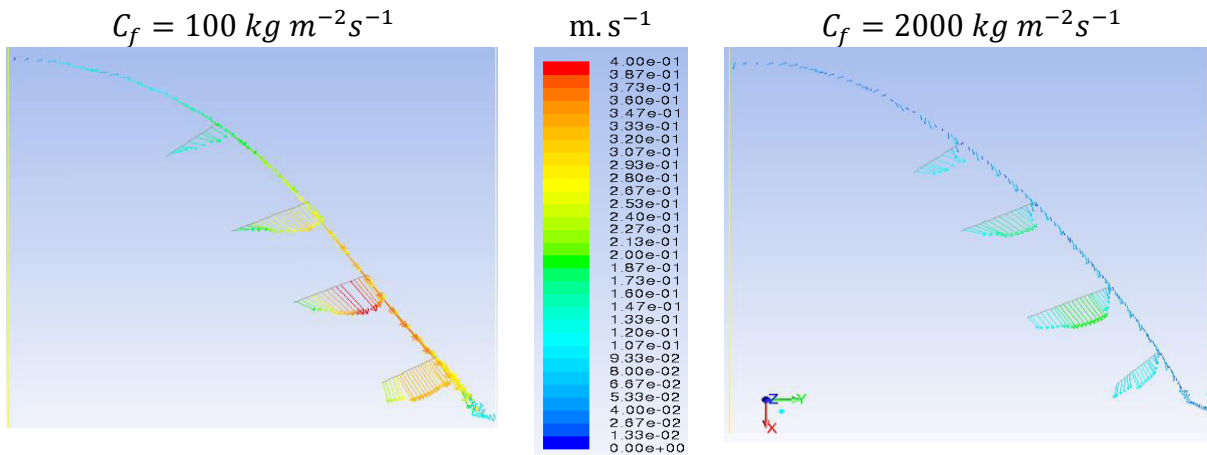 C_f = 100 kg m⁻²s⁻¹
m.s⁻¹
C_f = 2000 kg m⁻²s⁻¹
4.00e-01
3.87e-01
3.73e-01
3.60e-01
3.47e-01
3.33e-01
3.20e-01
3.07e-01
2.93e-01
2.80e-01
2.67e-01
2.53e-01
2.40e-01
2.27e-01
2.13e-01
2.00e-01
1.87e-01
1.73e-01
1.60e-01
1.47e-01
1.33e-01
1.20e-01
1.07e-01
9.33e-02
8.00e-02
6.67e-02
5.33e-02
4.00e-02
2.67e-02
1.33e-02
0.00e+00
Z
Y
X